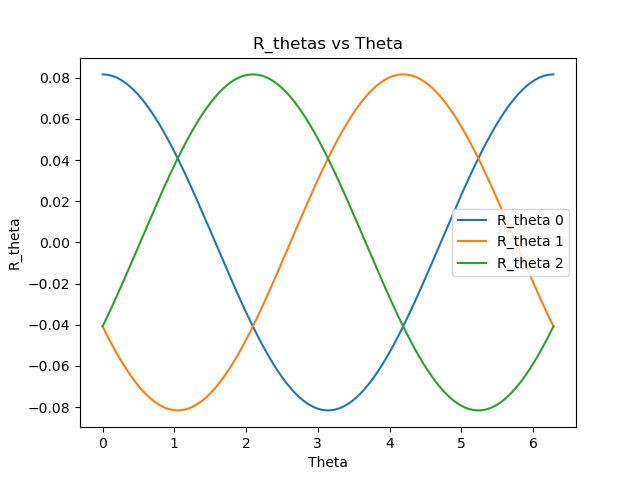 R_thetas vs Theta
R_theta
0.08
0.06
0.04
0.02
0.00
−0.02
−0.04
−0.06
−0.08
R_theta 0
R_theta 1
R_theta 2
0 1 2 3 4 5 6
Theta